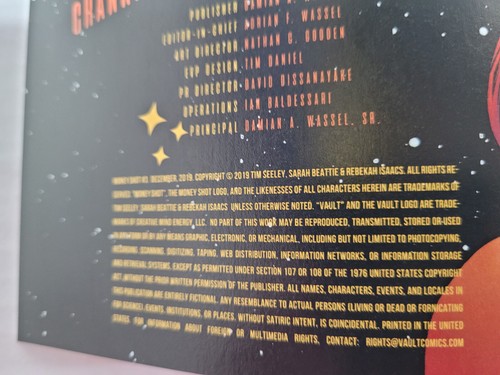 PUBLISHER
EDITOR-IN-CHIEF ADRIAN F. WASSEL
ART DIRECTOR NATHAN C. GOODEN
EVP DESIGN TIM DANIEL
PR DIRECTOR DAVID DISSANAYAKE
OPERATIONS IAN BALDESSARI
PRINCIPAL DAMIAN A. WASSEL, SR.
MONEY SHOT #3. DECEMBER, 2019. COPYRIGHT © 2019 TIM SEELEY, SARAH BEATTIE & REBEKAH ISAACS. ALL RIGHTS RE-
SERVED. "MONEY SHOT", THE MONEY SHOT LOGO, AND THE LIKENESSES OF ALL CHARACTERS HEREIN ARE TRADEMARKS OF
TIM SEELEY, SARAH BEATTIE & REBEKAH ISAACS UNLESS OTHERWISE NOTED. "VAULT" AND THE VAULT LOGO ARE TRADE-
MARKS OF CREATIVE MIND ENERGY, LLC. NO PART OF THIS WORK MAY BE REPRODUCED, TRANSMITTED, STORED OR USED
IN ANY FORM OR BY ANY MEANS GRAPHIC, ELECTRONIC, OR MECHANICAL, INCLUDING BUT NOT LIMITED TO PHOTOCOPYING,
RECORDING, SCANNING, DIGITIZING, TAPING, WEB DISTRIBUTION, INFORMATION NETWORKS, OR INFORMATION STORAGE
AND RETRIEVAL SYSTEMS, EXCEPT AS PERMITTED UNDER SECTION 107 OR 108 OF THE 1976 UNITED STATES COPYRIGHT
ACT, WITHOUT THE PRIOR WRITTEN PERMISSION OF THE PUBLISHER. ALL NAMES, CHARACTERS, EVENTS, AND LOCALES IN
THIS PUBLICATION ARE ENTIRELY FICTIONAL. ANY RESEMBLANCE TO ACTUAL PERSONS (LIVING OR DEAD OR FORNICATING
FOR SCIENCE), EVENTS, INSTITUTIONS, OR PLACES, WITHOUT SATIRIC INTENT, IS COINCIDENTAL. PRINTED IN THE UNITED
STATES. FOR INFORMATION ABOUT FOREIGN OR MULTIMEDIA RIGHTS, CONTACT: RIGHTS@VAULTCOMICS.COM